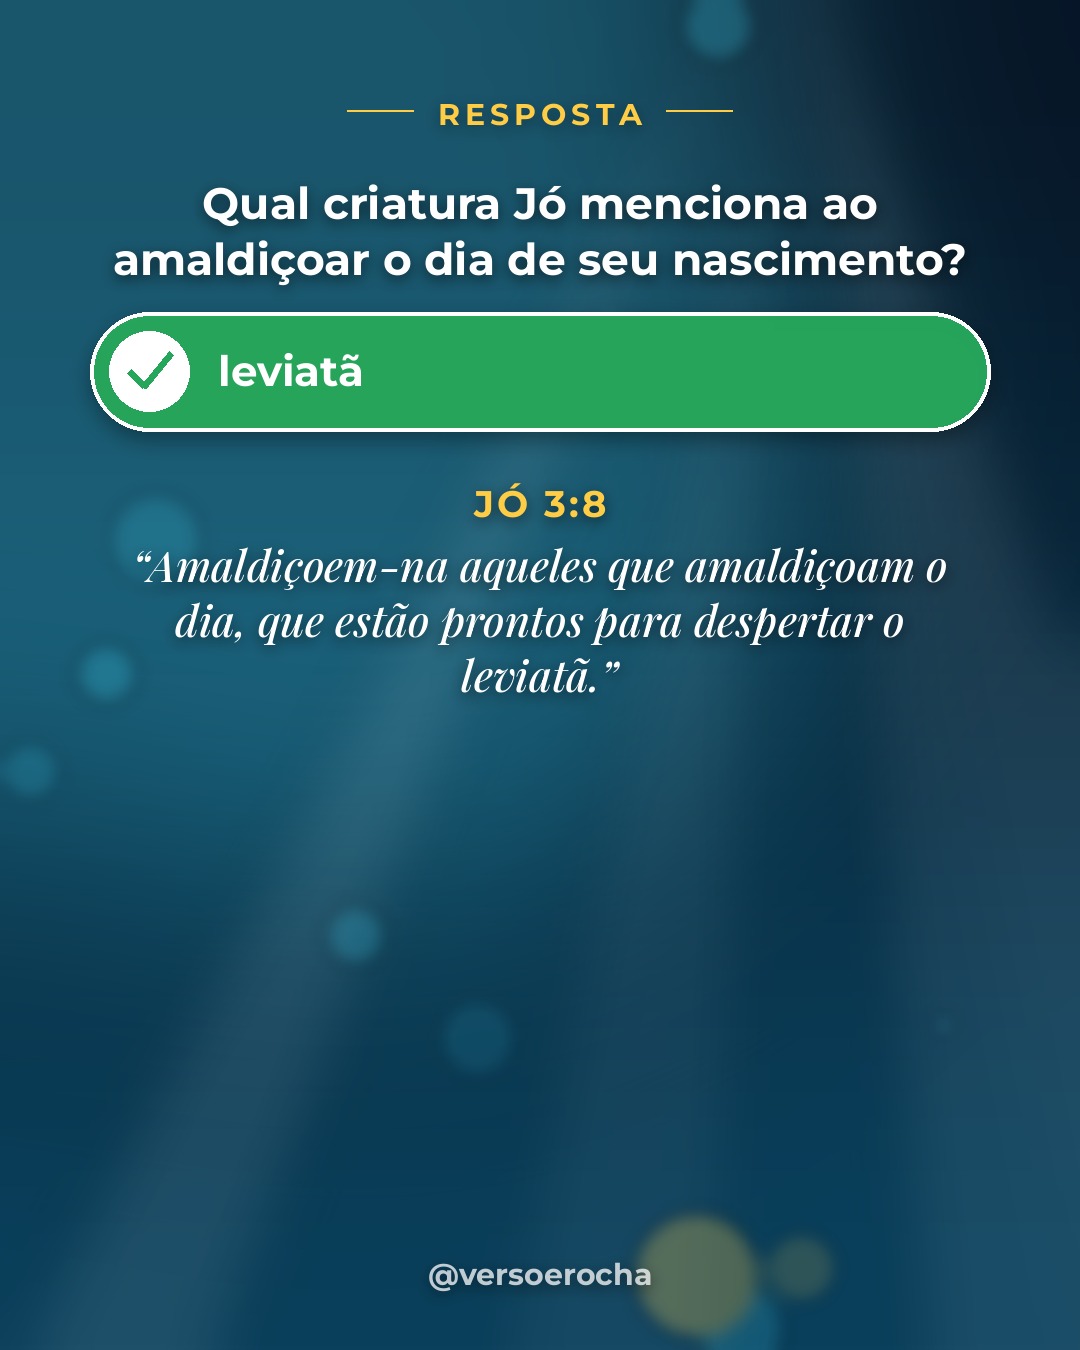 RESPOSTA
Qual criatura Jó menciona ao
amaldiçoar o dia de seu nascimento?
leviatã
JÓ 3:8
“Amaldiçoem-na aqueles que amaldiçoam o
dia, que estão prontos para despertar o
leviatã.”
@versoerocha